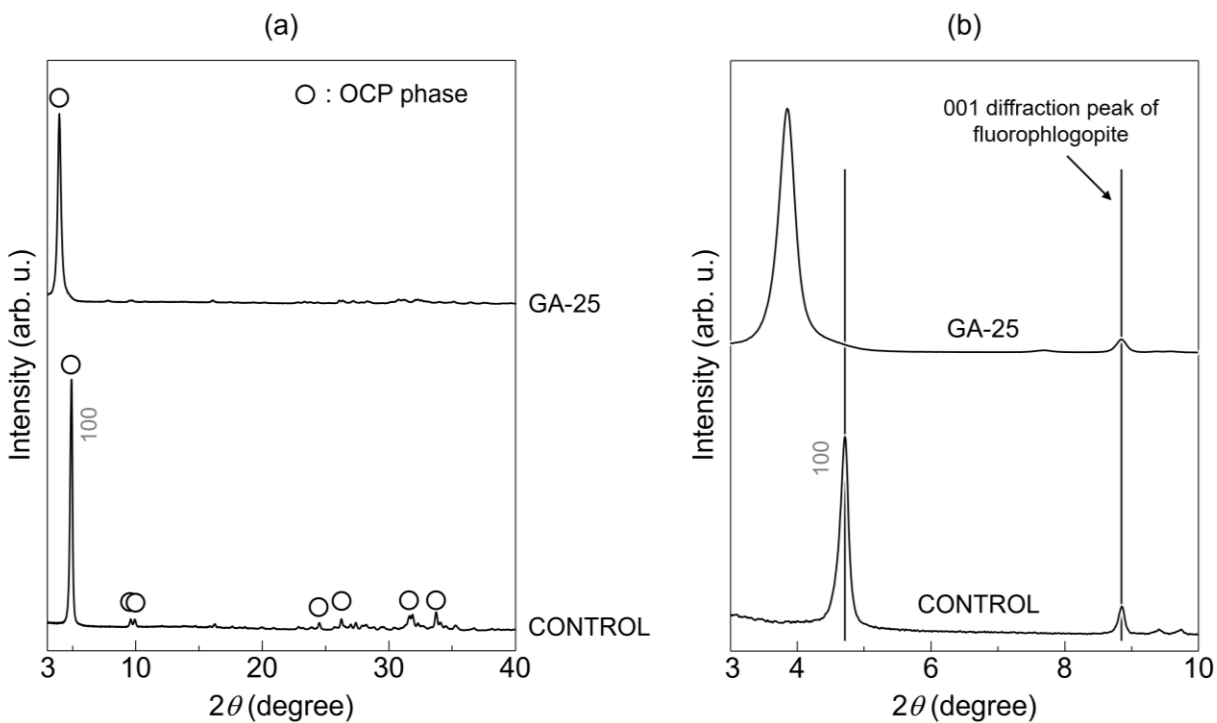 (a)
○ : OCP phase
GA-25
100
CONTROL
Intensity (arb. u.)
3 10 20 30 40
2θ (degree)
(b)
001 diffraction peak of
fluorophlogopite
GA-25
100
CONTROL
Intensity (arb. u.)
3 4 6 8 10
2θ (degree)